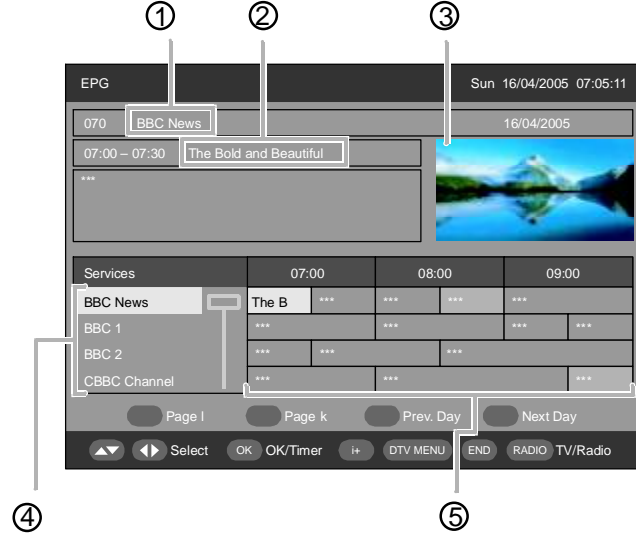 ① ② ③
EPG Sun 16/04/2005 07:05:11
070 BBC News 16/04/2005
07:00 – 07:30 The Bold and Beautiful
***
Services 07:00 08:00 09:00
BBC News The B *** *** *** ***
BBC 1 *** *** *** ***
BBC 2 *** *** ***
CBBC Channel *** *** ***
Page l Page k Prev. Day Next Day
Select OK OK/Timer i+ DTV MENU END RADIO TV/Radio
④ ⑤